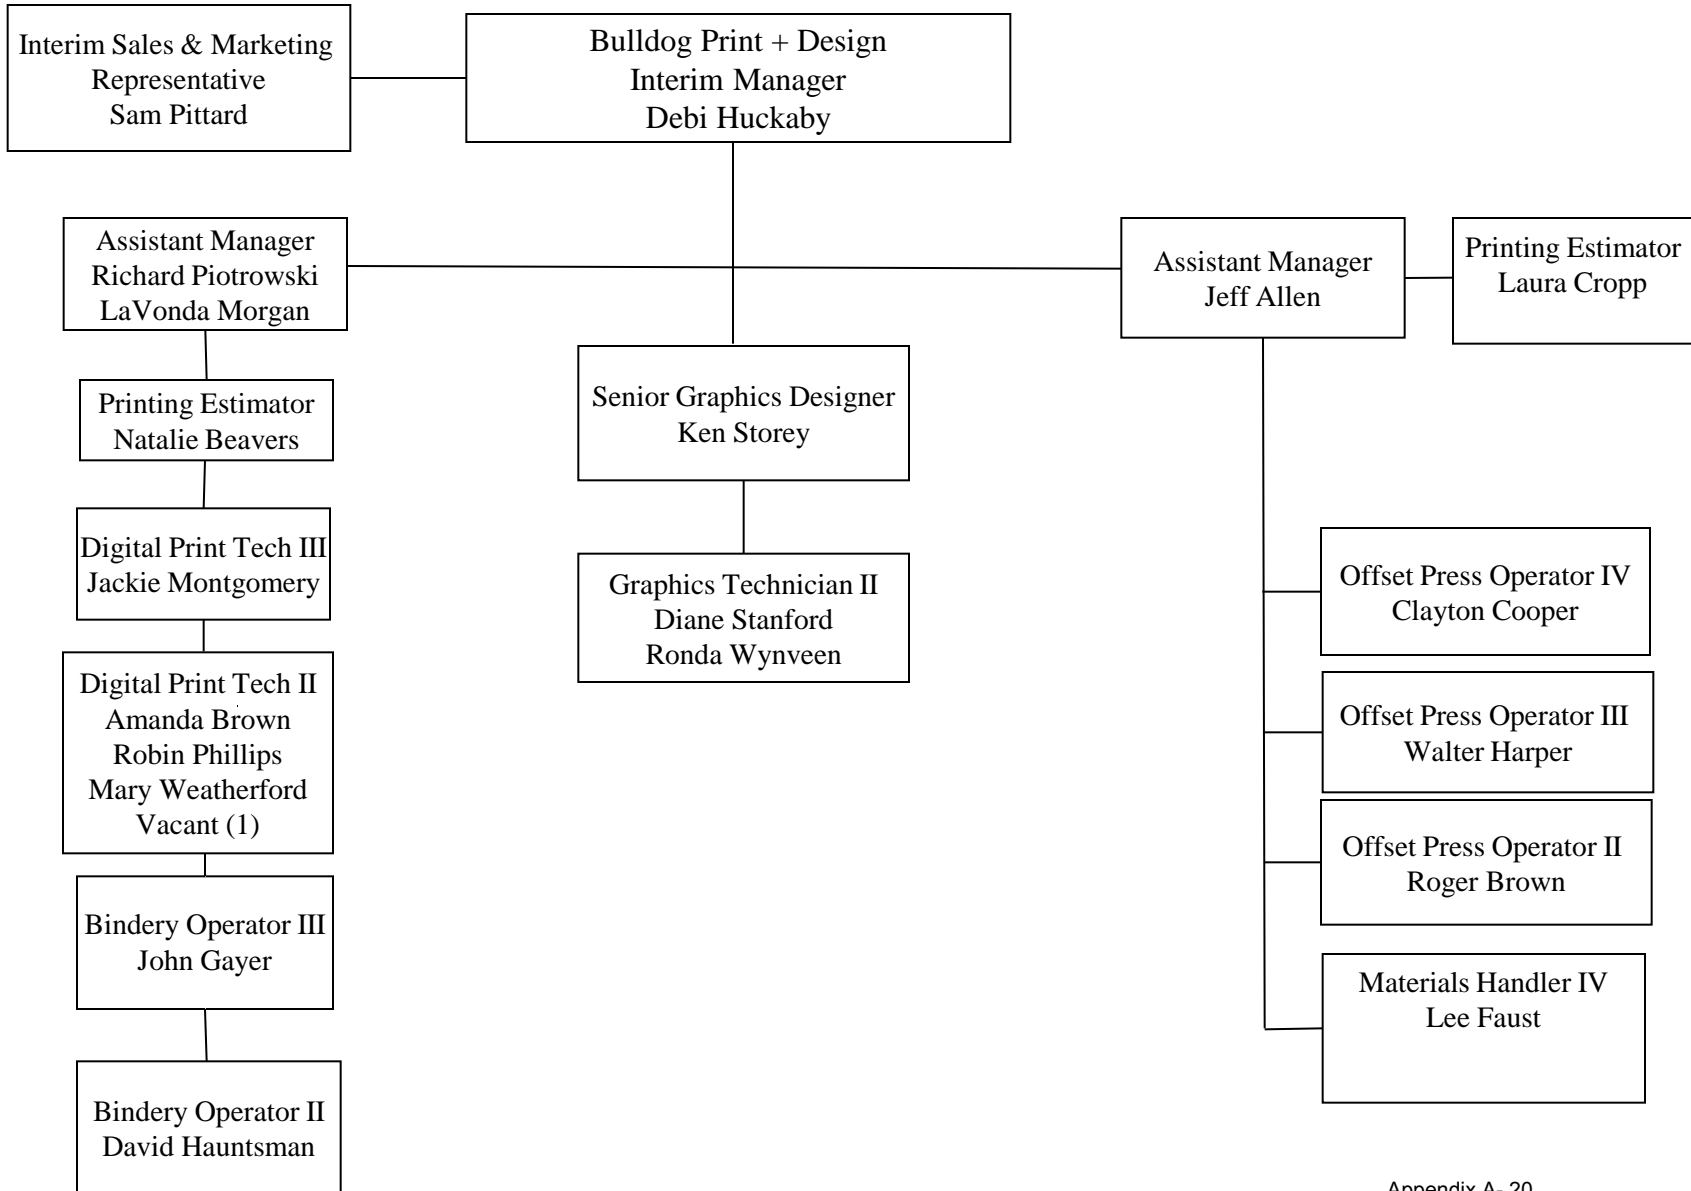 Interim Sales & Marketing
Representative
Sam Pittard
Bulldog Print + Design
Interim Manager
Debi Huckaby
Assistant Manager
Richard Piotrowski
LaVonda Morgan
Assistant Manager
Jeff Allen
Printing Estimator
Laura Cropp
Printing Estimator
Natalie Beavers
Senior Graphics Designer
Ken Storey
Digital Print Tech III
Jackie Montgomery
Graphics Technician II
Diane Stanford
Ronda Wynveen
Offset Press Operator IV
Clayton Cooper
Digital Print Tech II
Amanda Brown
Robin Phillips
Mary Weatherford
Vacant (1)
Offset Press Operator III
Walter Harper
Offset Press Operator II
Roger Brown
Bindery Operator III
John Gayer
Materials Handler IV
Lee Faust
Bindery Operator II
David Hauntsman
Appendix A- 20